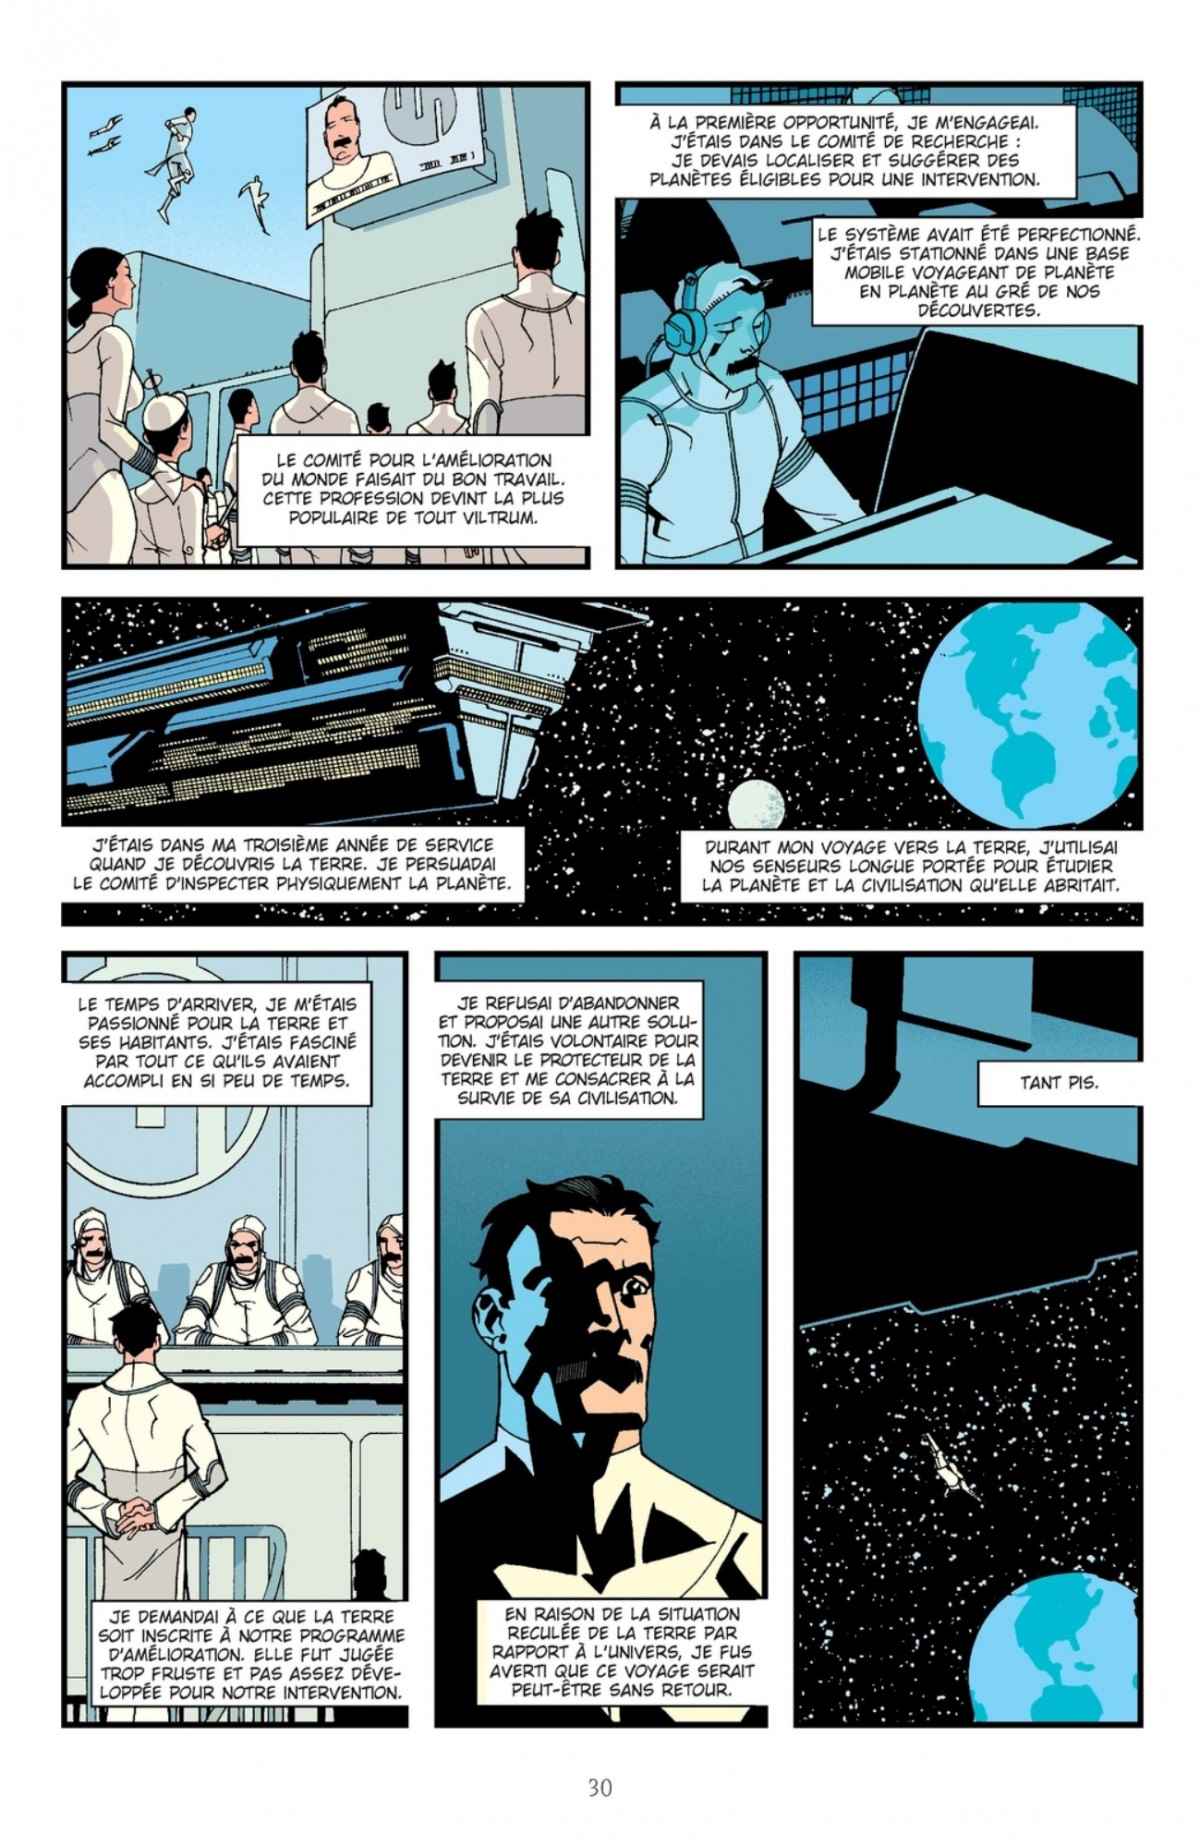 LE COMITÉ POUR L'AMÉLIORATION
DU MONDE FAISAIT DU BON TRAVAIL.
CETTE PROFESSION DEVINT LA PLUS
POPULAIRE DE TOUT VILTRUM.
À LA PREMIÈRE OPPORTUNITÉ, JE M'ENGAGEAI.
J'ÉTAIS DANS LE COMITÉ DE RECHERCHE :
JE DEVAIS LOCALISER ET SUGGÉRER DES
PLANÈTES ÉLIGIBLES POUR UNE INTERVENTION.
LE SYSTÈME AVAIT ÉTÉ PERFECTIONNÉ.
J'ÉTAIS STATIONNÉ DANS UNE BASE
MOBILE VOYAGEANT DE PLANÈTE
EN PLANÈTE AU GRÉ DE NOS
DÉCOUVERTES.
J'ÉTAIS DANS MA TROISIÈME ANNÉE DE SERVICE
QUAND JE DÉCOUVRIS LA TERRE. JE PERSUADAI
LE COMITÉ D'INSPECTER PHYSIQUEMENT LA PLANÈTE.
DURANT MON VOYAGE VERS LA TERRE, J'UTILISAI
NOS SENSEURS LONGUE PORTÉE POUR ÉTUDIER
LA PLANÈTE ET LA CIVILISATION QU'ELLE ABRITAIT.
LE TEMPS D'ARRIVER, JE M'ÉTAIS
PASSIONNÉ POUR LA TERRE ET
SES HABITANTS. J'ÉTAIS FASCINÉ
PAR TOUT CE QU'ILS AVAIENT
ACCOMPLI EN SI PEU DE TEMPS.
JE DEMANDAI À CE QUE LA TERRE
SOIT INSCRITE À NOTRE PROGRAMME
D'AMÉLIORATION. ELLE FUT JUGÉE
TROP FRUSTE ET PAS ASSEZ DÉVE-
LOPPÉE POUR NOTRE INTERVENTION.
JE REFUSAI D'ABANDONNER
ET PROPOSAI UNE AUTRE SOLU-
TION. J'ÉTAIS VOLONTAIRE POUR
DEVENIR LE PROTECTEUR DE LA
TERRE ET ME CONSACRER À LA
SURVIE DE SA CIVILISATION.
EN RAISON DE LA SITUATION
RECULÉE DE LA TERRE PAR
RAPPORT À L'UNIVERS, JE FUS
AVERTI QUE CE VOYAGE SERAIT
PEUT-ÊTRE SANS RETOUR.
TANT PIS.
30